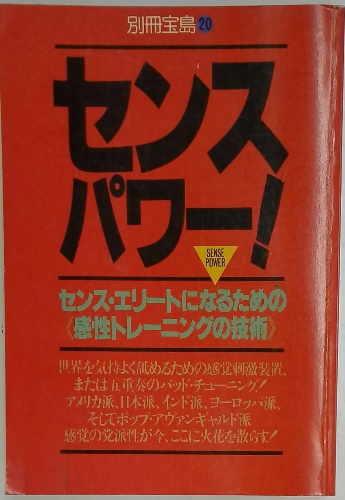 別冊宝島20
センス
パワー!
SENSE
POWER
センス・エリートになるための
《感性トレーニングの技術》
世界を気持よく舐めるための感覚刺激装置、
または五重奏のバッド・チューニング!
アメリカ派、日本派、インド派、ヨーロッパ派、
そしてポップ・アヴァンギャルド派
感覚の党派性が今、ここに火花を散らす!